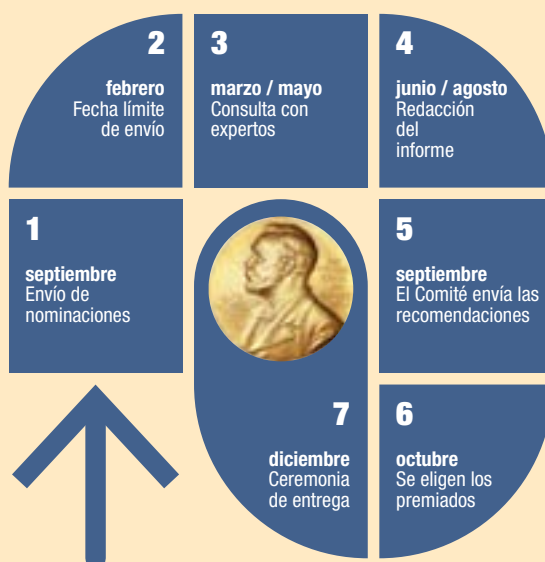 1
septiembre
Envío de
nominaciones
2
febrero
Fecha límite
de envío
3
marzo / mayo
Consulta con
expertos
4
junio / agosto
Redacción
del
informe
5
septiembre
El Comité envía las
recomendaciones
6
octubre
Se eligen los
premiados
7
diciembre
Ceremonia
de entrega